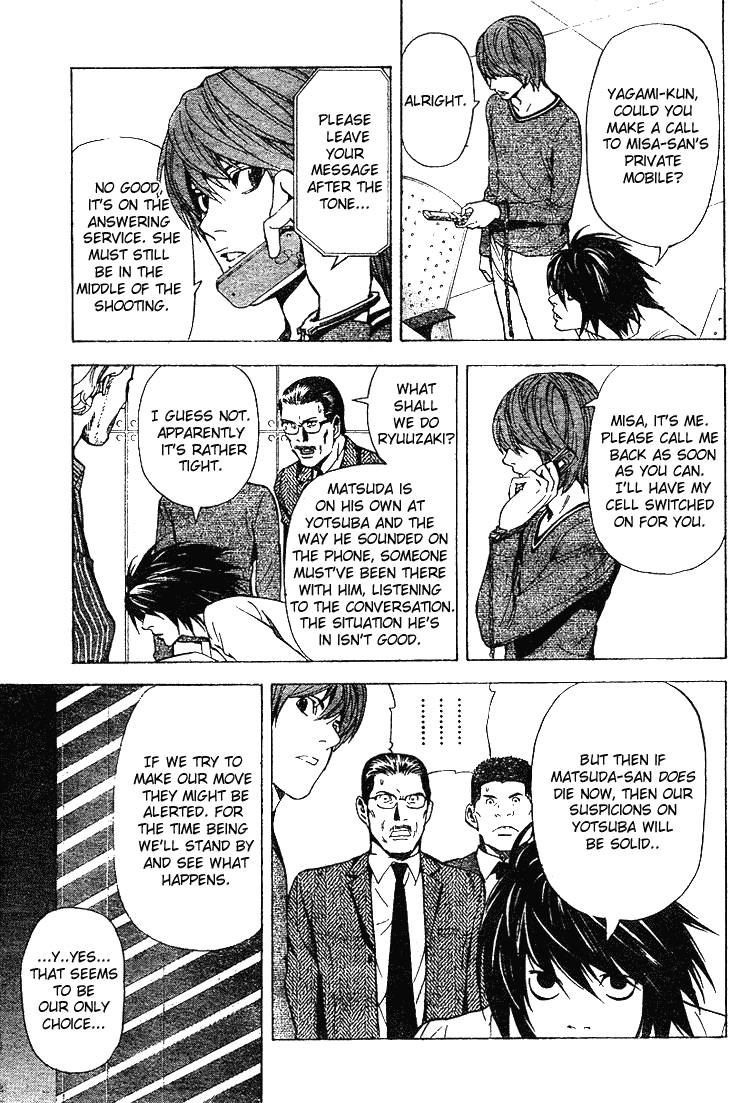 YAGAMI-KUN,
COULD YOU
MAKE A CALL
TO MISA-SAN'S
PRIVATE
MOBILE?
ALRIGHT.
PLEASE
LEAVE
YOUR
MESSAGE
AFTER THE
TONE...
NO GOOD,
IT'S ON THE
ANSWERING
SERVICE. SHE
MUST STILL
BE IN THE
MIDDLE OF THE
SHOOTING.
MISA, IT'S ME.
PLEASE CALL ME
BACK AS SOON
AS YOU CAN.
I'LL HAVE MY
CELL SWITCHED
ON FOR YOU.
WHAT
SHALL
WE DO
RYUUZAKI?
MATSUDA IS
ON HIS OWN AT
YOTSUBA AND THE
WAY HE SOUNDED ON
THE PHONE, SOMEONE
MUST'VE BEEN THERE
WITH HIM, LISTENING
TO THE CONVERSATION.
THE SITUATION HE'S
IN ISN'T GOOD.
I GUESS NOT.
APPARENTLY
IT'S RATHER
TIGHT.
BUT THEN IF
MATSUDA-SAN DOES
DIE NOW, THEN OUR
SUSPICIONS ON
YOTSUBA WILL
BE SOLID..
IF WE TRY TO
MAKE OUR MOVE
THEY MIGHT BE
ALERTED. FOR
THE TIME BEING
WE'LL STAND BY
AND SEE WHAT
HAPPENS.
...Y..YES...
THAT SEEMS
TO BE
OUR ONLY
CHOICE...